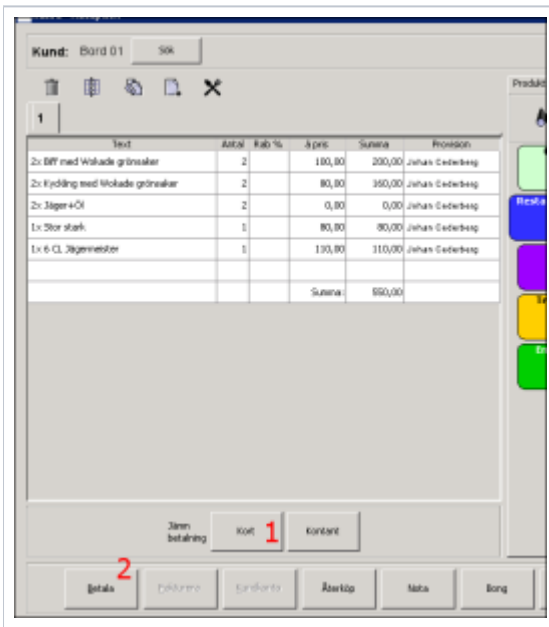 Kund: Bord 01 Sök
Produkt
1
Text Antal Rab % à pris Summa Provision
2x Biff med Wokade grönsaker 2 100,00 200,00 Johan Cederberg
2x Kyckling med Wokade grönsaker 2 80,00 160,00 Johan Cederberg
2x Jäger+Öl 2 0,00 0,00 Johan Cederberg
1x Stor stark 1 80,00 80,00 Johan Cederberg
1x 6 CL Jägermeister 1 110,00 110,00 Johan Cederberg
Summa: 550,00
Resta
Jämn
betalning
Kort 1 Kontant
2
Betala Återköp Nota Bong